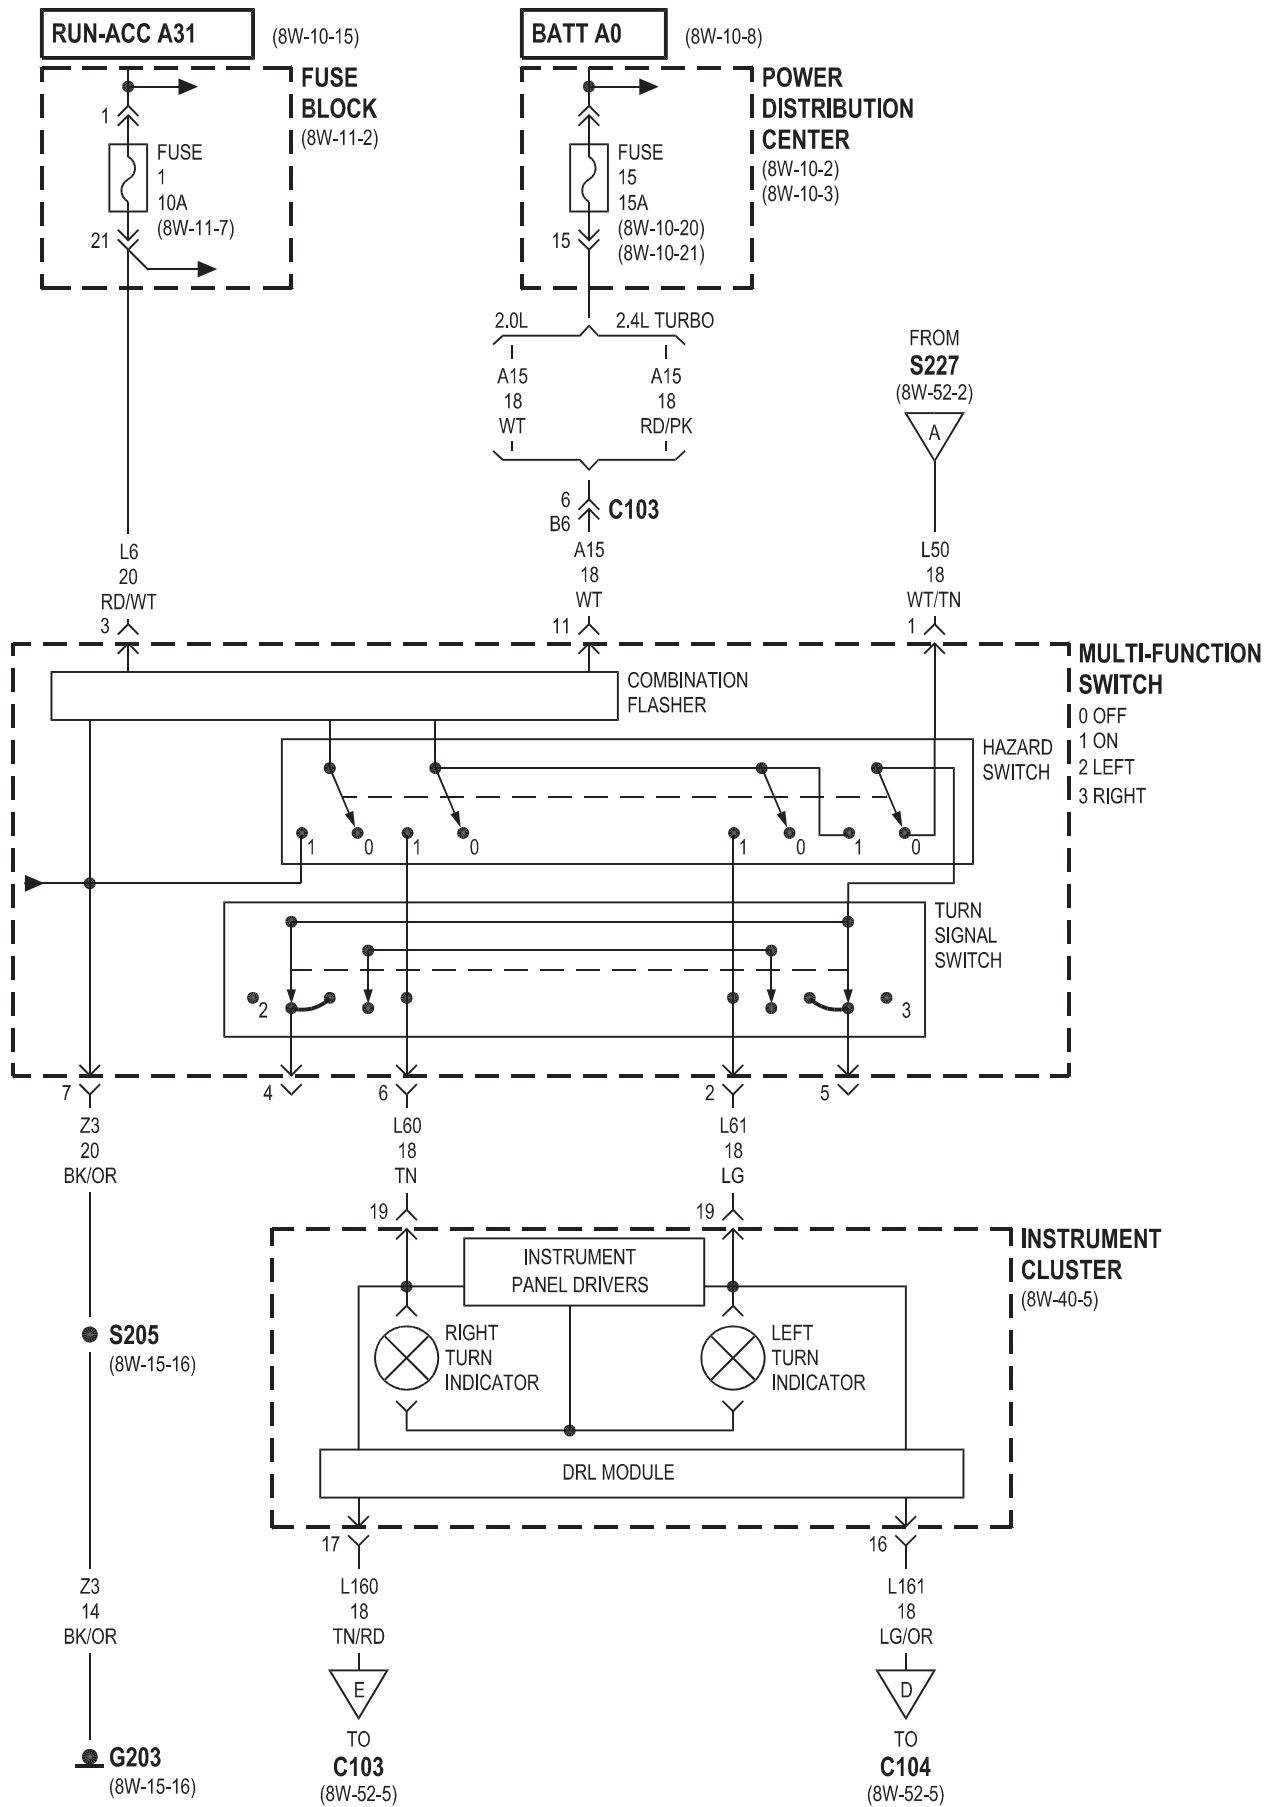 RUN-ACC A31
(8W-10-15)
BATT A0
(8W-10-8)
FUSE
BLOCK
(8W-11-2)
1
FUSE
1
10A
(8W-11-7)
21
POWER
DISTRIBUTION
CENTER
(8W-10-2)
(8W-10-3)
FUSE
15
15A
(8W-10-20)
(8W-10-21)
15
2.0L
2.4L TURBO
A15
18
WT
A15
18
RD/PK
FROM
S227
(8W-52-2)
A
6
B6
C103
L6
20
RD/WT
3
A15
18
WT
11
L50
18
WT/TN
1
MULTI-FUNCTION
SWITCH
0 OFF
1 ON
2 LEFT
3 RIGHT
COMBINATION
FLASHER
HAZARD
SWITCH
1
0
1
0
1
0
1
0
TURN
SIGNAL
SWITCH
2
3
7
4
6
2
5
Z3
20
BK/OR
L60
18
TN
L61
18
LG
19
19
INSTRUMENT
CLUSTER
(8W-40-5)
INSTRUMENT
PANEL DRIVERS
RIGHT
TURN
INDICATOR
LEFT
TURN
INDICATOR
S205
(8W-15-16)
DRL MODULE
17
16
Z3
14
BK/OR
L160
18
TN/RD
L161
18
LG/OR
E
D
TO
C103
(8W-52-5)
TO
C104
(8W-52-5)
G203
(8W-15-16)